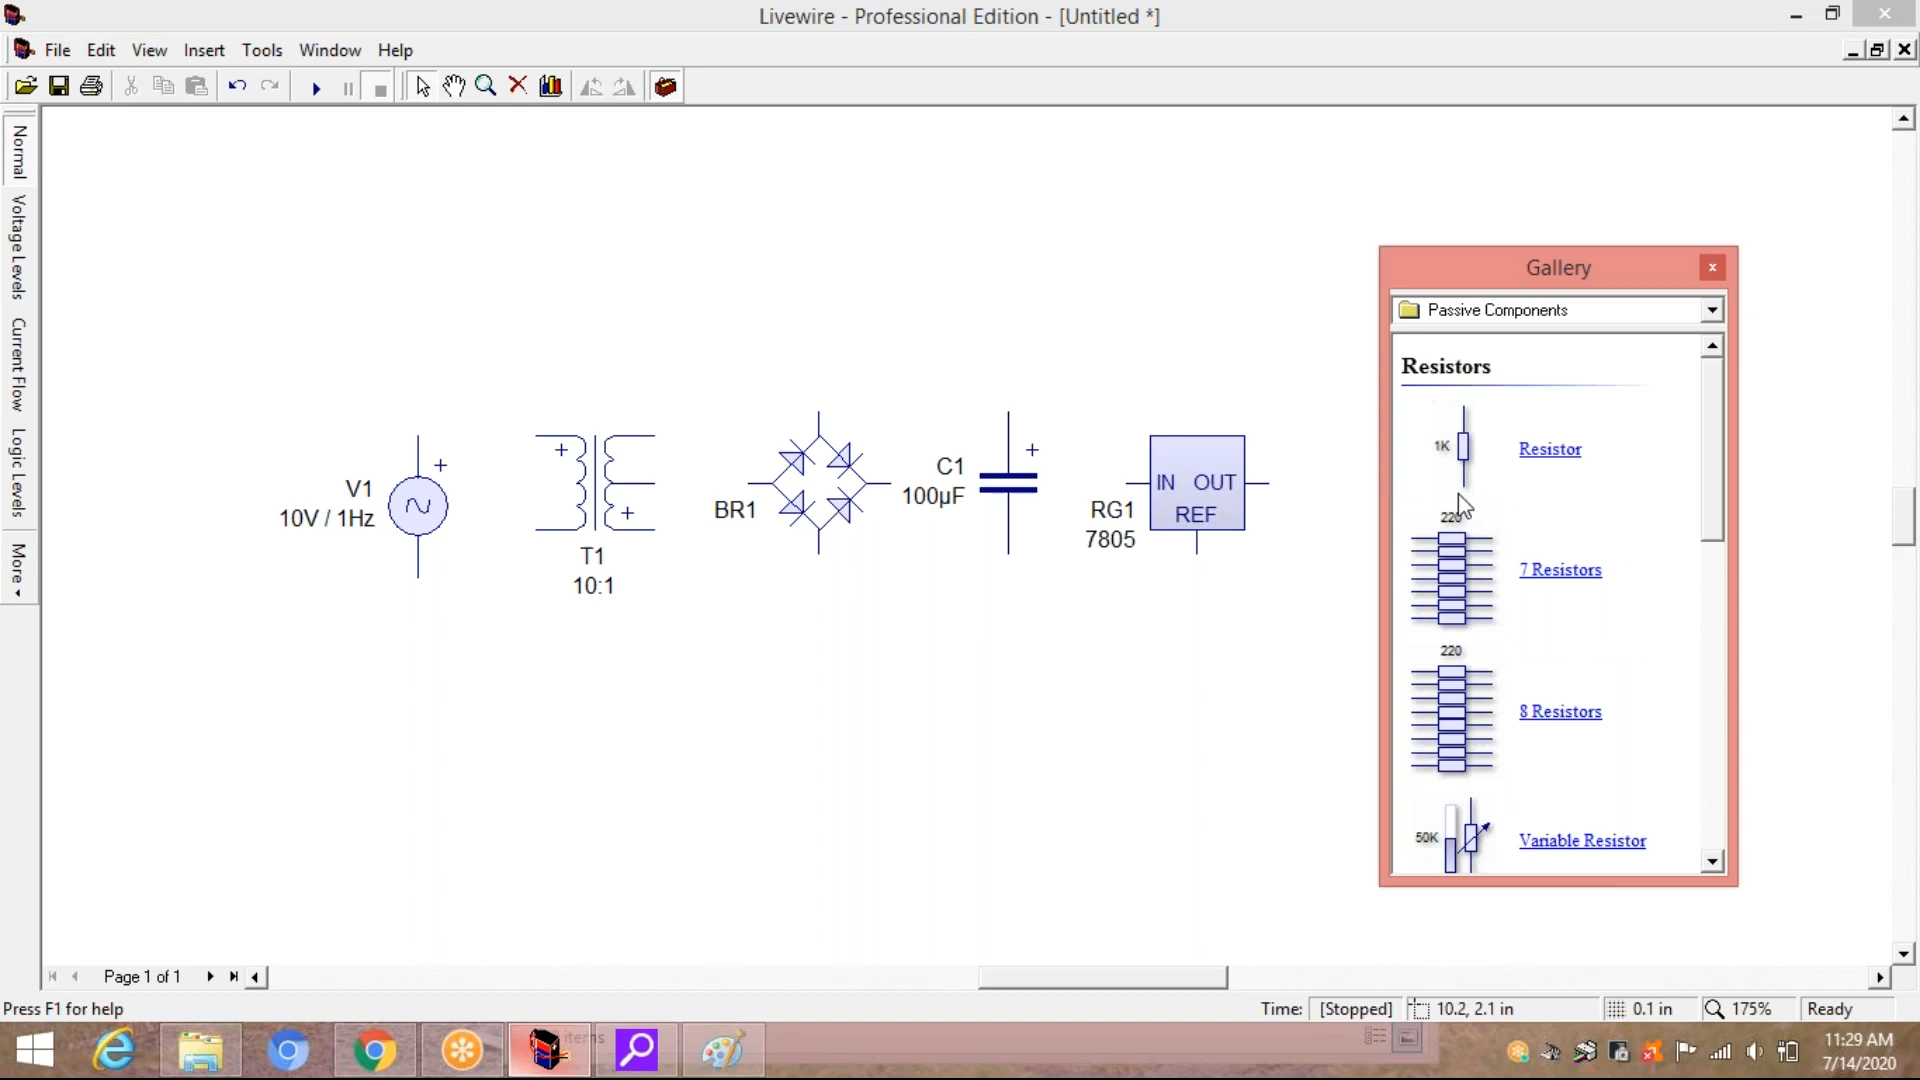 Livewire - Professional Edition - [Untitled *]
File Edit View Insert Tools Window Help
Normal
Voltage Levels
Current Flow
Logic Levels
More
V1
10V / 1Hz
+
+
+
T1
10:1
BR1
C1
100µF
+
RG1
7805
IN OUT
REF
Gallery
x
Passive Components
Resistors
1K
Resistor
220
7 Resistors
220
8 Resistors
50K
Variable Resistor
Page 1 of 1
Press F1 for help
Time: [Stopped] 10.2, 2.1 in 0.1 in 175% Ready
items
11:29 AM
7/14/2020